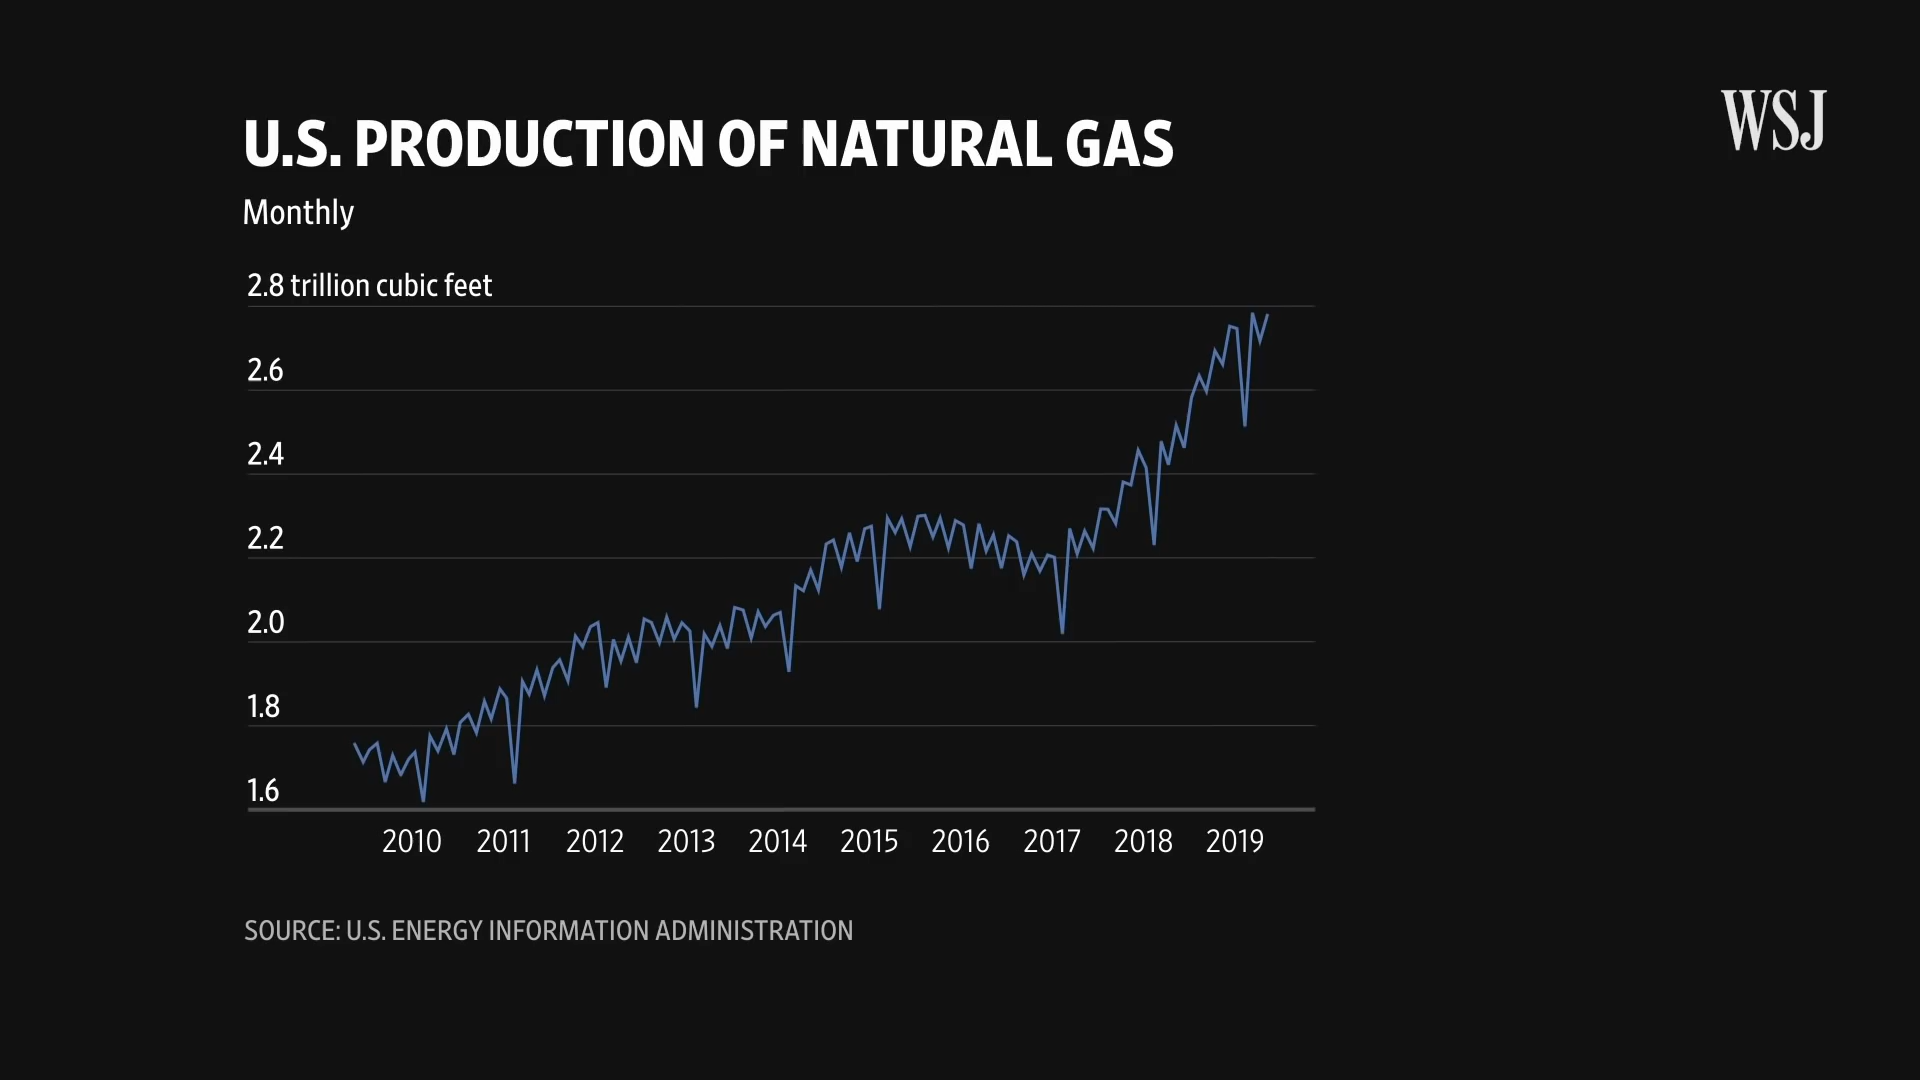 WSJ
U.S. PRODUCTION OF NATURAL GAS
Monthly
2.8 trillion cubic feet
2.6
2.4
2.2
2.0
1.8
1.6
2010 2011 2012 2013 2014 2015 2016 2017 2018 2019
SOURCE: U.S. ENERGY INFORMATION ADMINISTRATION